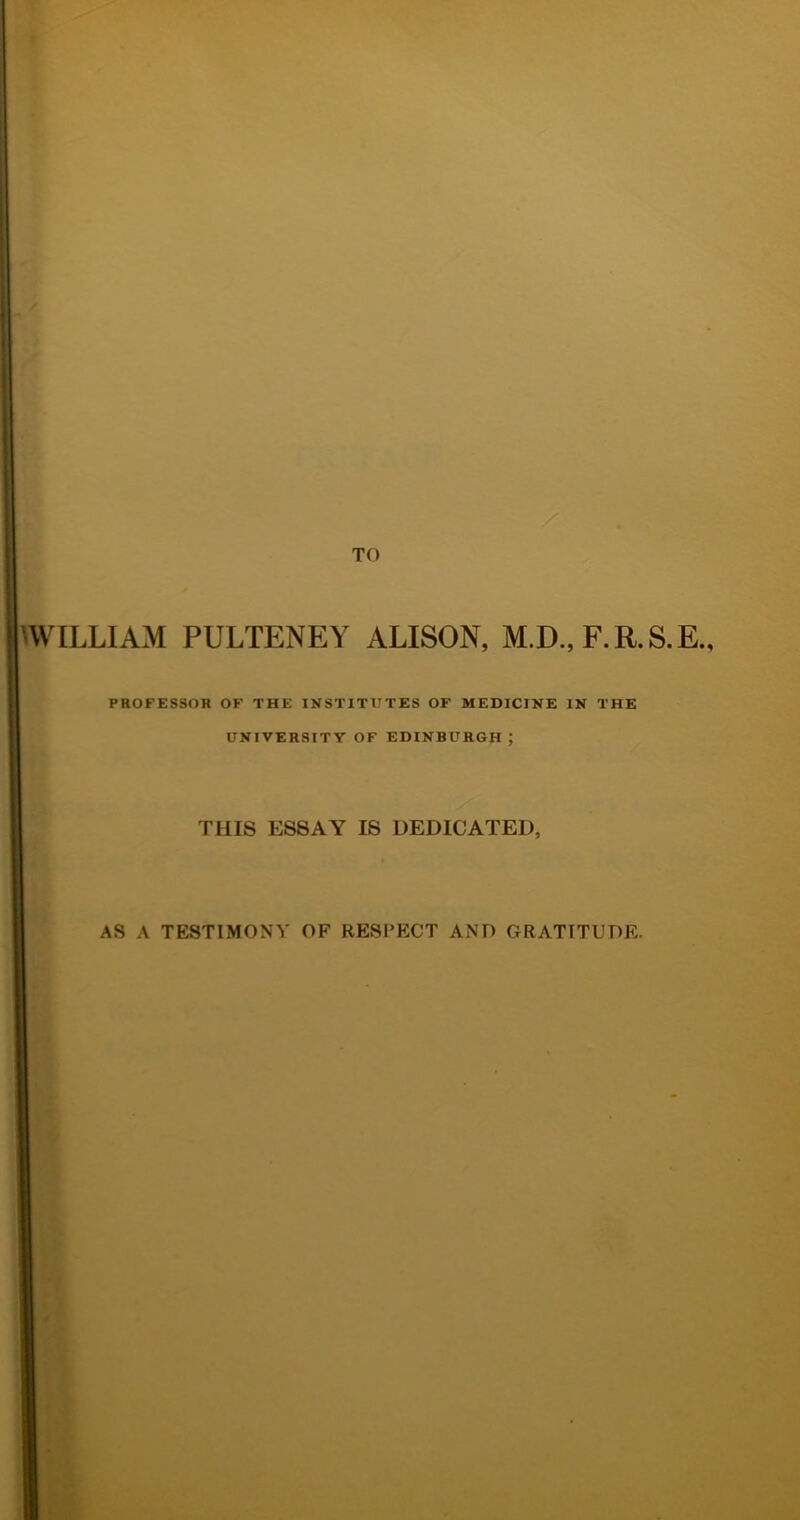 TO
WILLIAM PULTENEY ALISON, M.D., F.R.S.E.,
PROFESSOR OF THE INSTITUTES OF MEDICINE IN THE
UNIVERSITY OF EDINBURGH ;
THIS ESSAY IS DEDICATED,
AS A TESTIMONY OF RESPECT AND GRATITUDE.